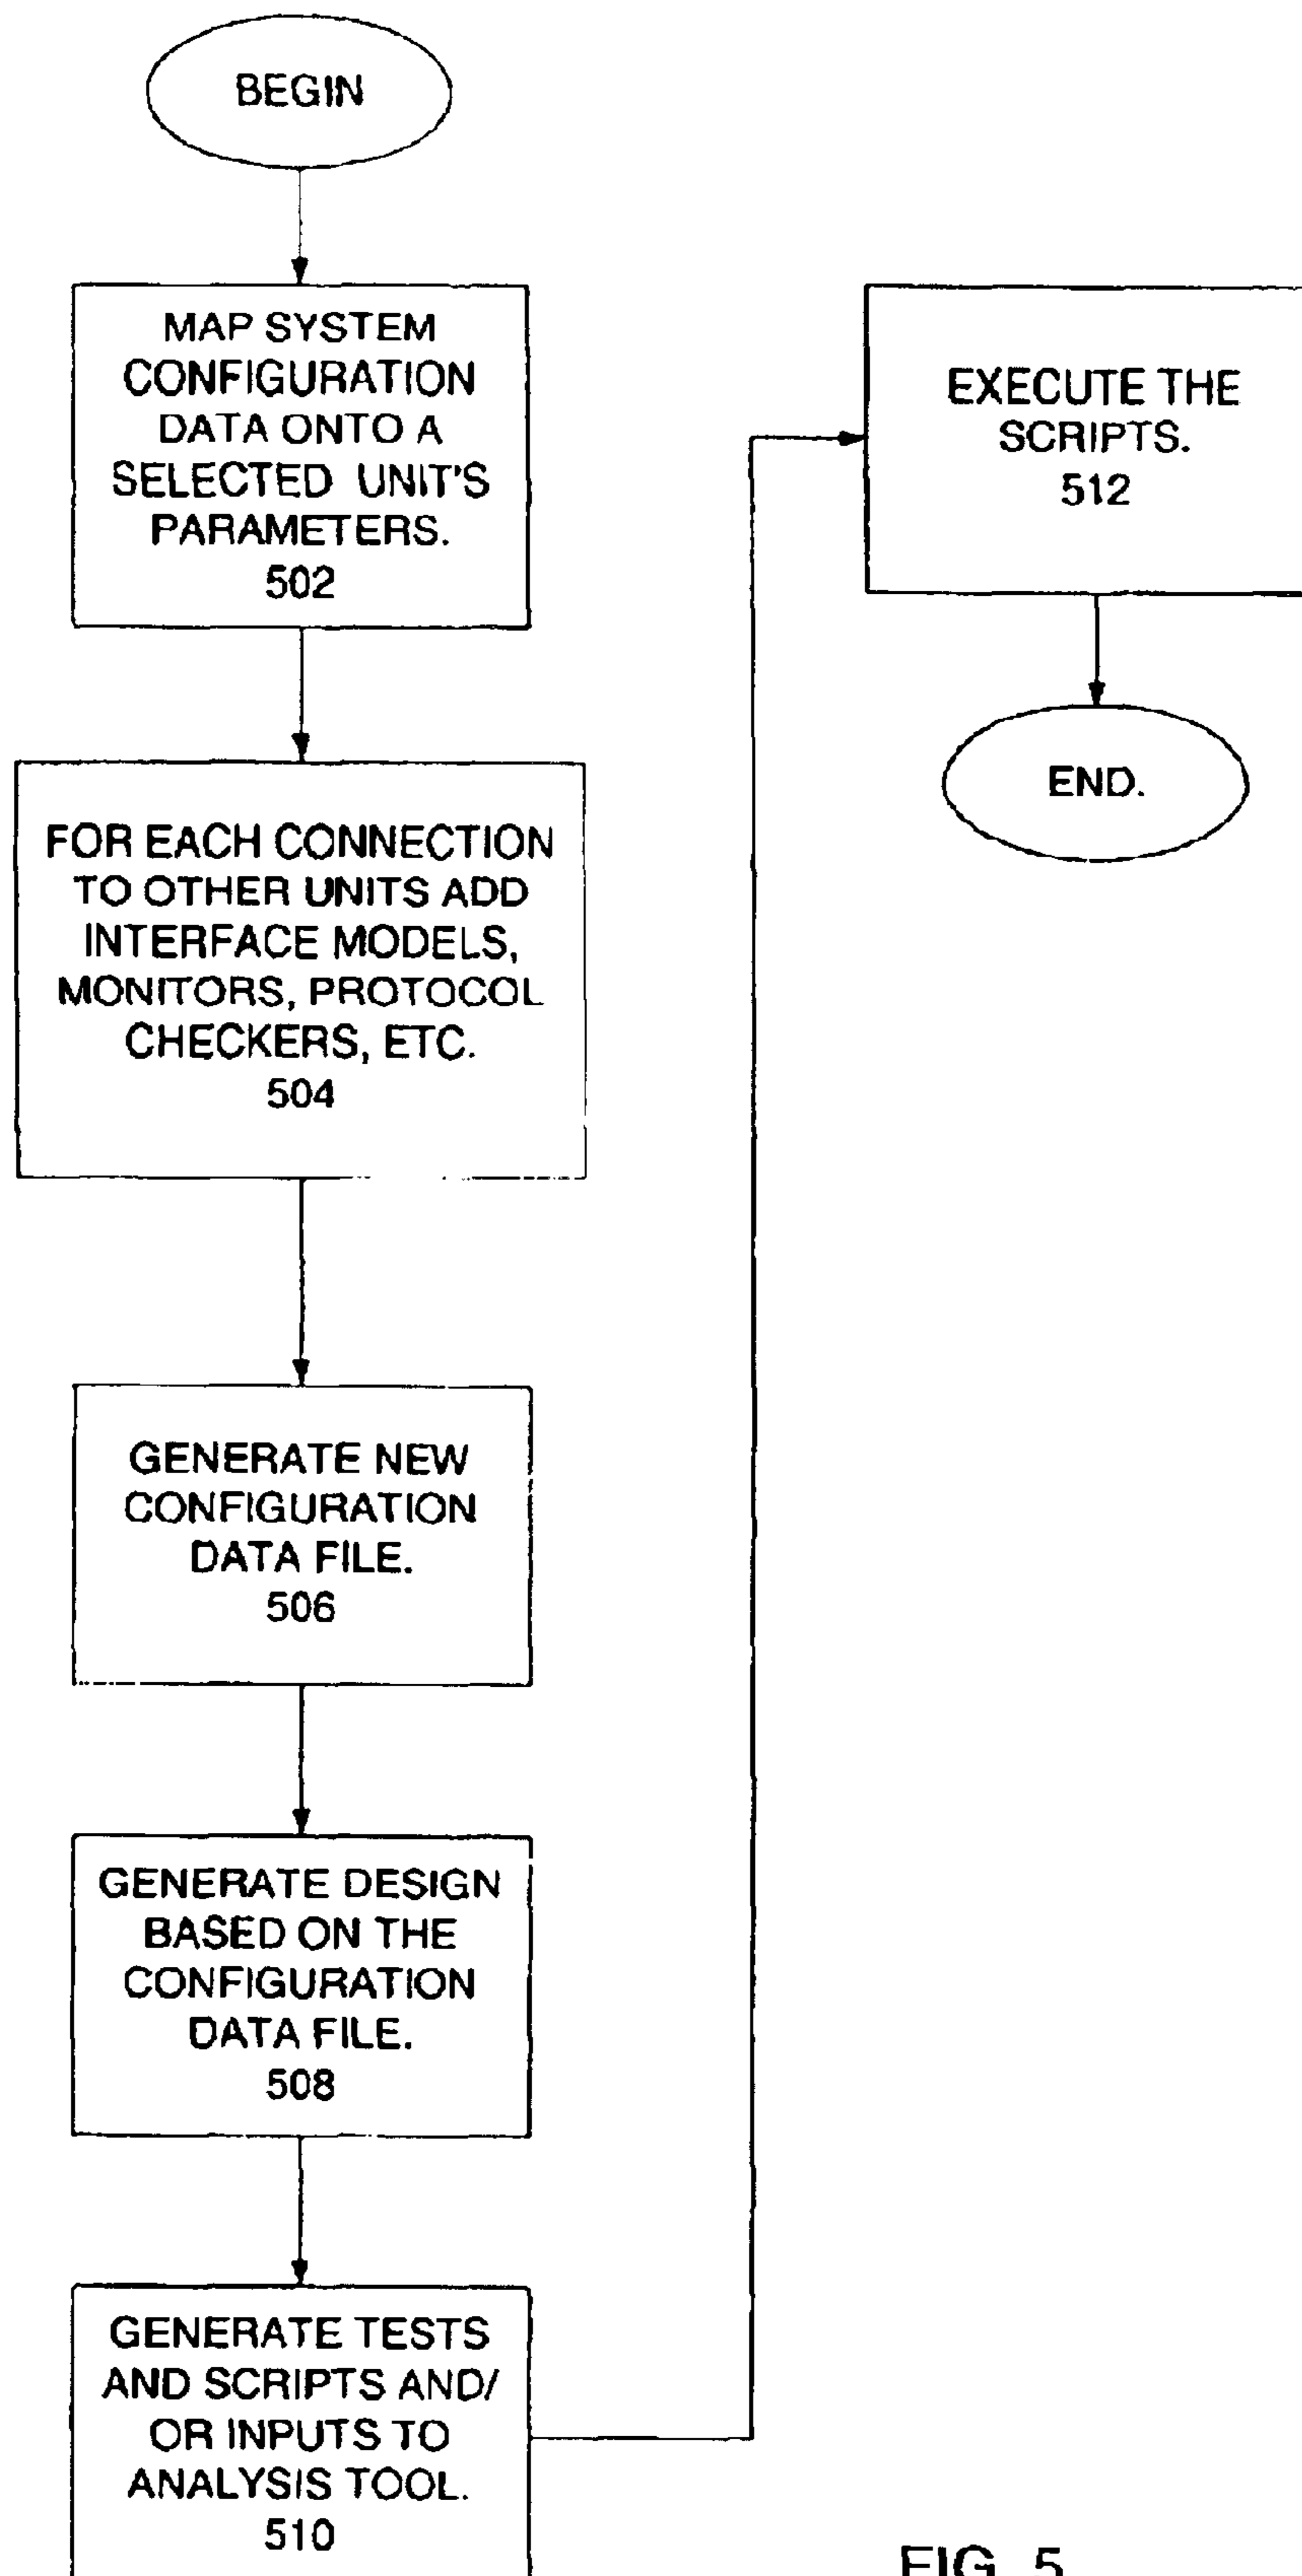 BEGIN
MAP SYSTEM
CONFIGURATION
DATA ONTO A
SELECTED UNIT'S
PARAMETERS.
502
FOR EACH CONNECTION
TO OTHER UNITS ADD
INTERFACE MODELS,
MONITORS, PROTOCOL
CHECKERS, ETC.
504
GENERATE NEW
CONFIGURATION
DATA FILE.
506
GENERATE DESIGN
BASED ON THE
CONFIGURATION
DATA FILE.
508
GENERATE TESTS
AND SCRIPTS AND/
OR INPUTS TO
ANALYSIS TOOL.
510
EXECUTE THE
SCRIPTS.
512
END.
FIG. 5